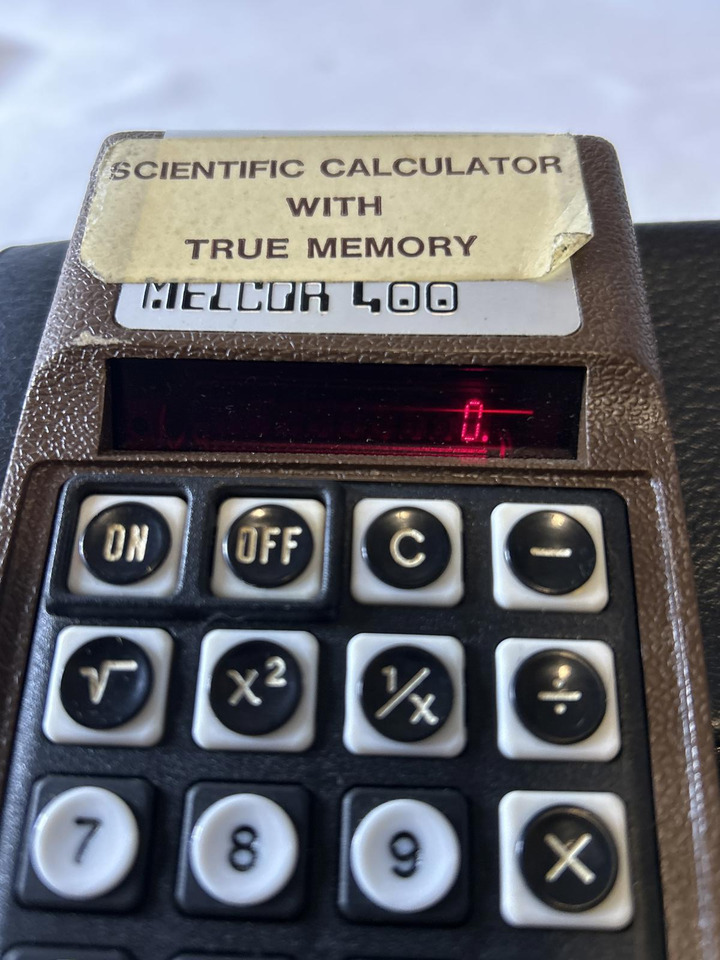 SCIENTIFIC CALCULATOR
WITH
TRUE MEMORY
MELCOR 400
0.
ON OFF C −
√ x² 1/x ÷
7 8 9 ×